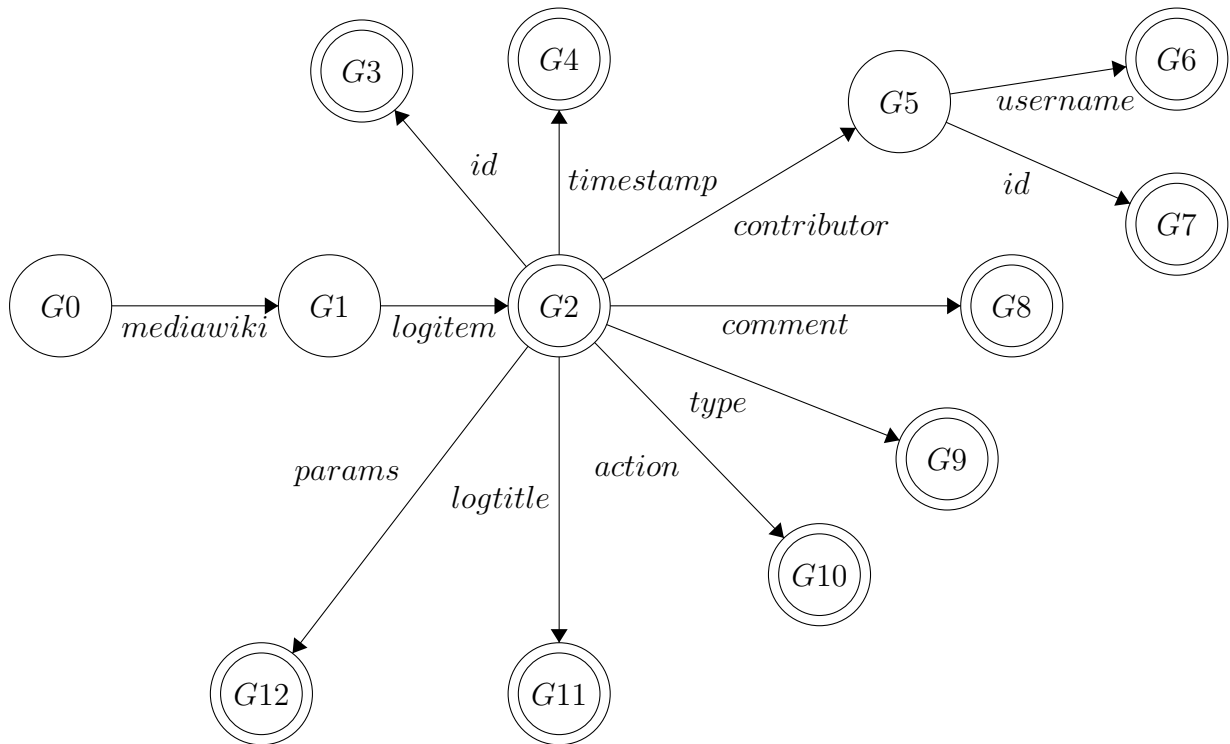 G3
G4
G5
G6
username
id
timestamp
id
contributor
G7
G0
mediawiki
G1
logitem
G2
comment
G8
type
params
logtitle
action
G9
G10
G12
G11